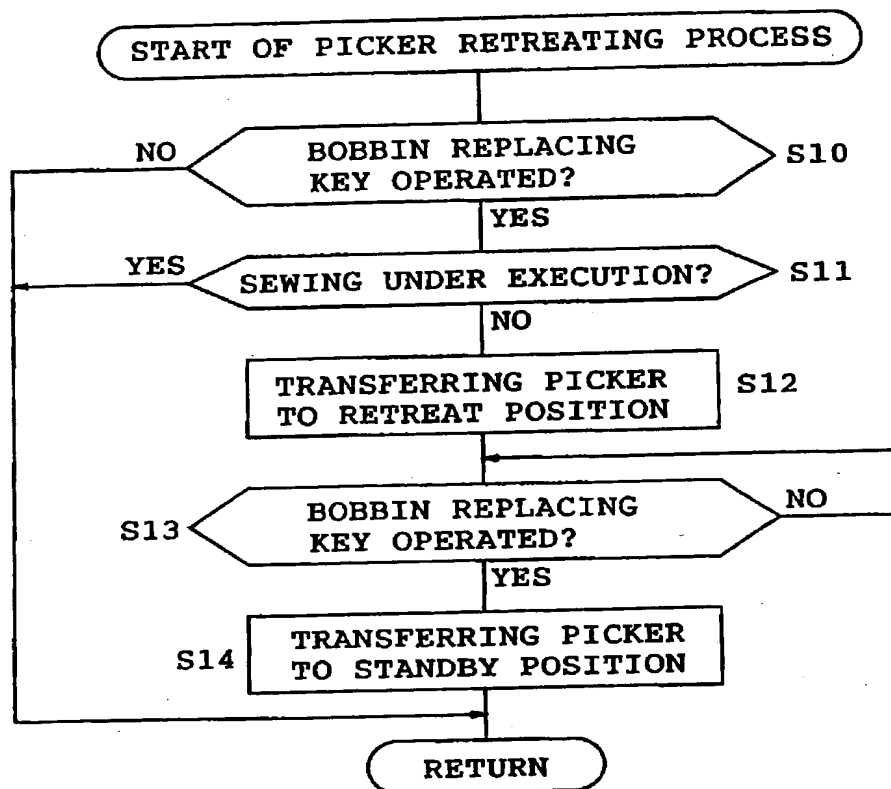 START OF PICKER RETREATING PROCESS
NO
BOBBIN REPLACING
KEY OPERATED?
S10
YES
YES
SEWING UNDER EXECUTION?
S11
NO
TRANSFERRING PICKER
TO RETREAT POSITION
S12
S13
BOBBIN REPLACING
KEY OPERATED?
NO
YES
S14
TRANSFERRING PICKER
TO STANDBY POSITION
RETURN